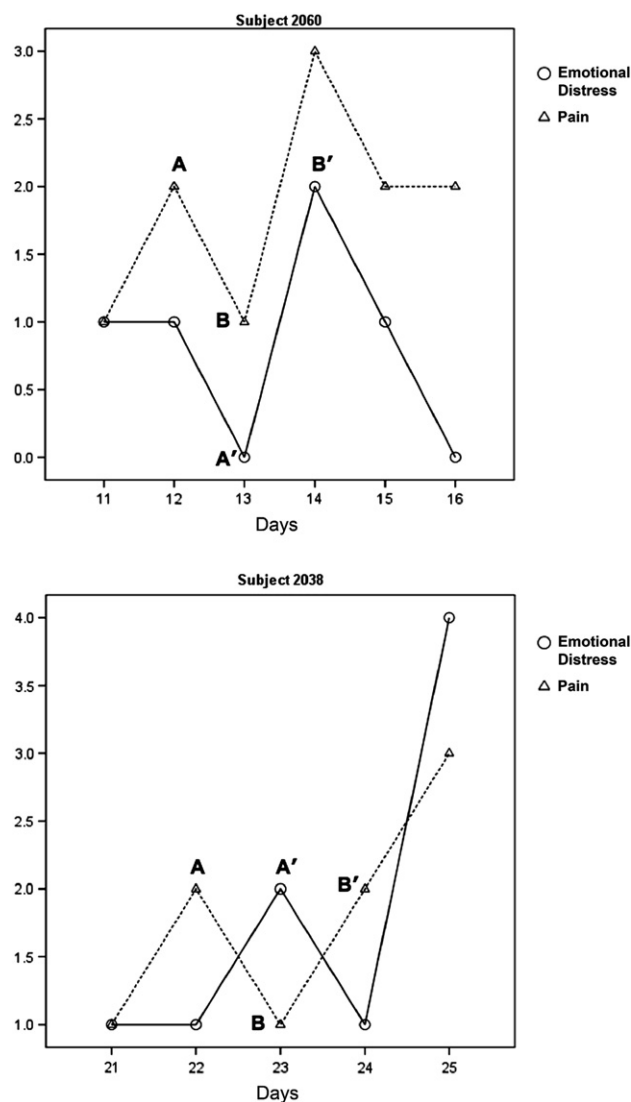 Subject 2060
3.0
2.5
2.0
1.5
1.0
0.5
0.0
A
B′
B
A′
11 12 13 14 15 16
Days
Emotional
Distress
Pain
Subject 2038
4.0
3.5
3.0
2.5
2.0
1.5
1.0
A
A′
B′
B
21 22 23 24 25
Days
Emotional
Distress
Pain